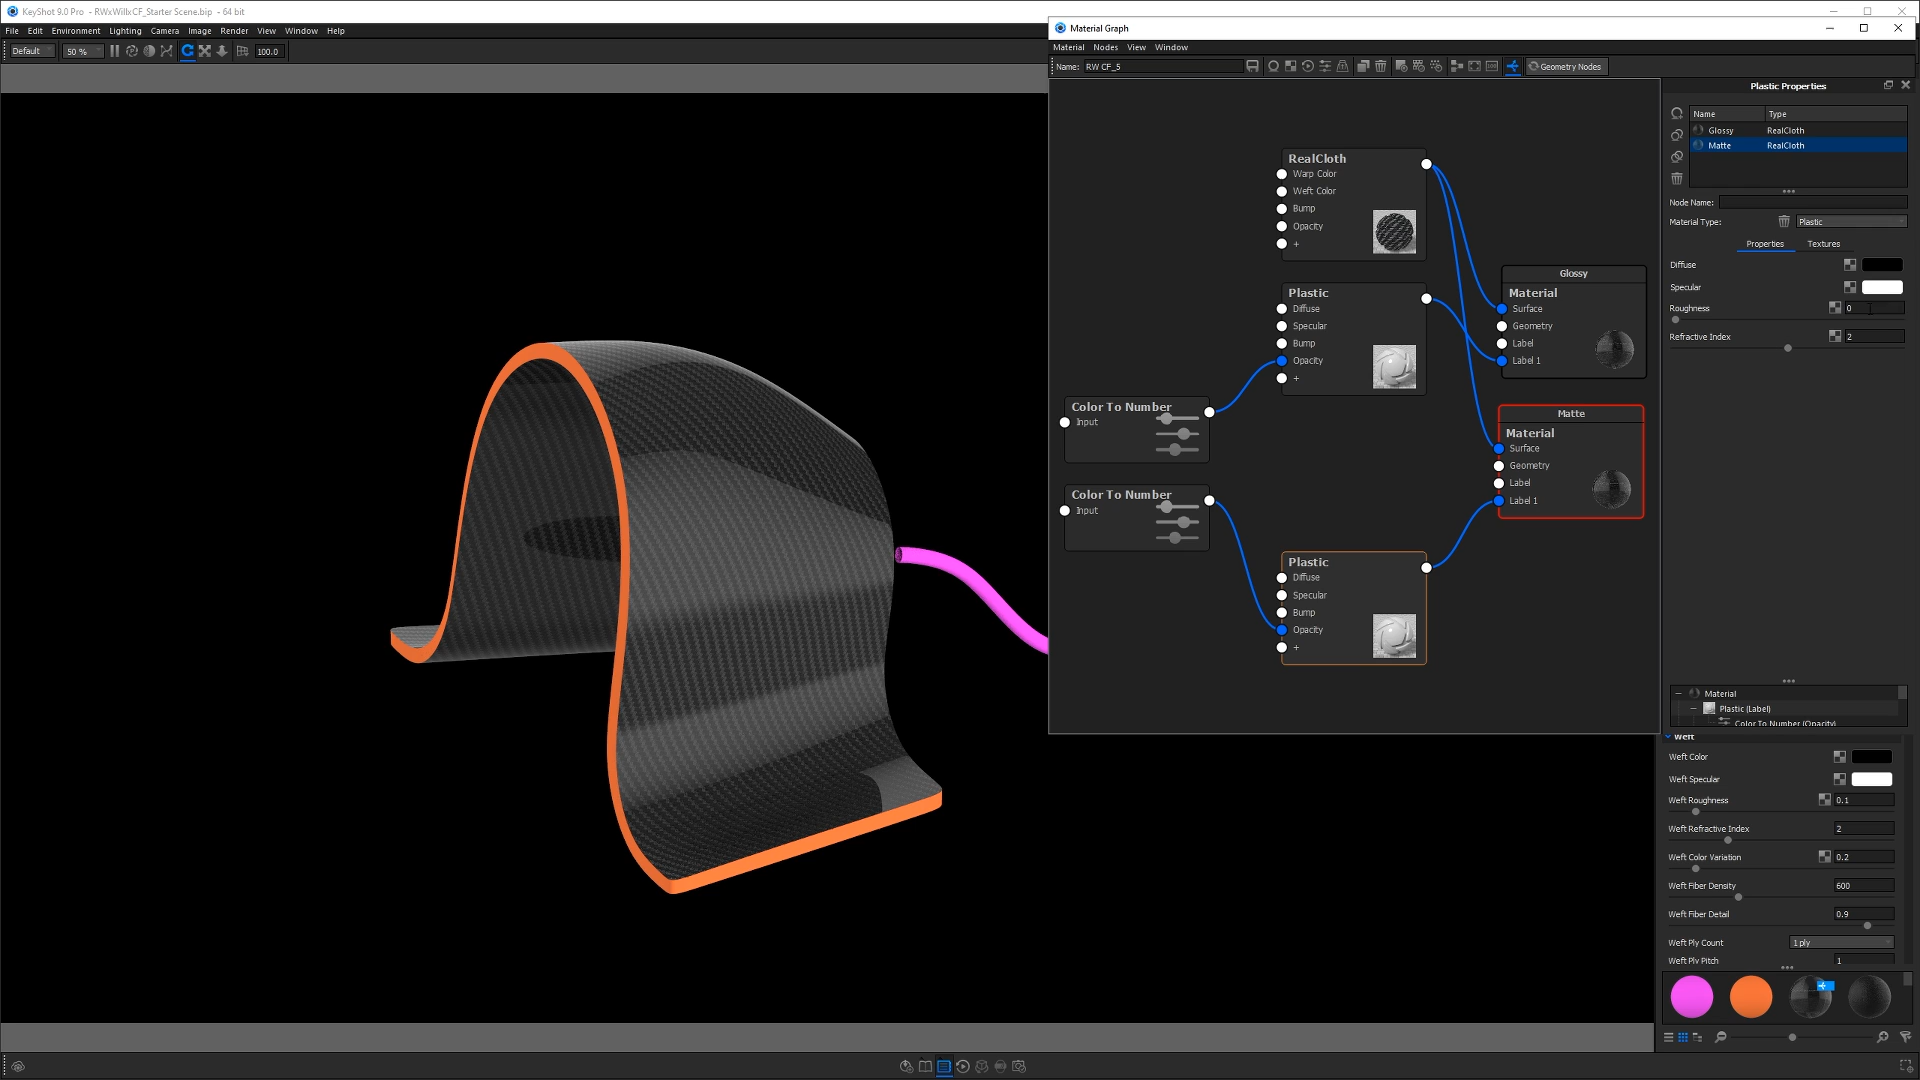 KeyShot 9.0 Pro - RWxWillxCF_Starter Scene.bip - 64 bit
File Edit Environment Lighting Camera Image Render View Window Help
Default 50 % 100.0
Material Graph
Material Nodes View Window
Name: RW CF_5 Geometry Nodes
RealCloth
Warp Color
Weft Color
Bump
Opacity
+
Plastic
Diffuse
Specular
Bump
Opacity
+
Color To Number
Input
Color To Number
Input
Plastic
Diffuse
Specular
Bump
Opacity
+
Glossy
Material
Surface
Geometry
Label
Label 1
Matte
Material
Surface
Geometry
Label
Label 1
Plastic Properties
Name Type
Glossy RealCloth
Matte RealCloth
Node Name:
Material Type: Plastic
Properties Textures
Diffuse
Specular
Roughness 0
Refractive Index 2
Material
Plastic (Label)
Color To Number (Opacity)
Weft
Weft Color
Weft Specular
Weft Roughness 0.1
Weft Refractive Index 2
Weft Color Variation 0.2
Weft Fiber Density 600
Weft Fiber Detail 0.9
Weft Ply Count 1 ply
Weft Ply Pitch 1